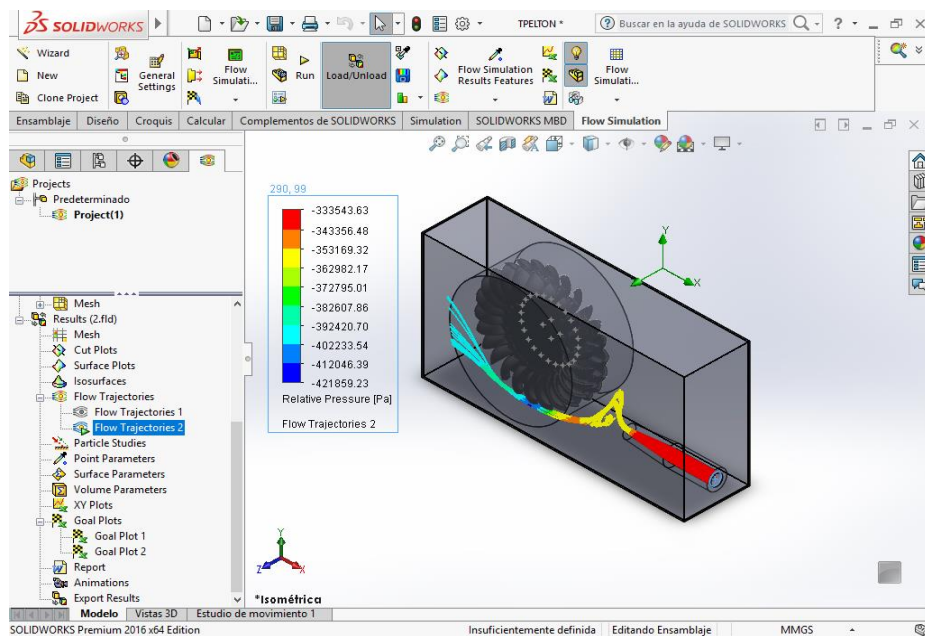 SOLIDWORKS
TPELTON *
Buscar en la ayuda de SOLIDWORKS
?
Wizard
New
Clone Project
General Settings
Flow Simulati...
Run
Load/Unload
Flow Simulation Results Features
Flow Simulati...
Ensamblaje
Diseño
Croquis
Calcular
Complementos de SOLIDWORKS
Simulation
SOLIDWORKS MBD
Flow Simulation
Projects
Predeterminado
Project(1)
Mesh
Results (2.fld)
Mesh
Cut Plots
Surface Plots
Isosurfaces
Flow Trajectories
Flow Trajectories 1
Flow Trajectories 2
Particle Studies
Point Parameters
Surface Parameters
Volume Parameters
XY Plots
Goal Plots
Goal Plot 1
Goal Plot 2
Report
Animations
Export Results
290, 99
-333543.63
-343356.48
-353169.32
-362982.17
-372795.01
-382607.86
-392420.70
-402233.54
-412046.39
-421859.23
Relative Pressure [Pa]
Flow Trajectories 2
Y
X
Y
Z
X
*Isométrica
Modelo
Vistas 3D
Estudio de movimiento 1
SOLIDWORKS Premium 2016 x64 Edition
Insuficientemente definida
Editando Ensamblaje
MMGS